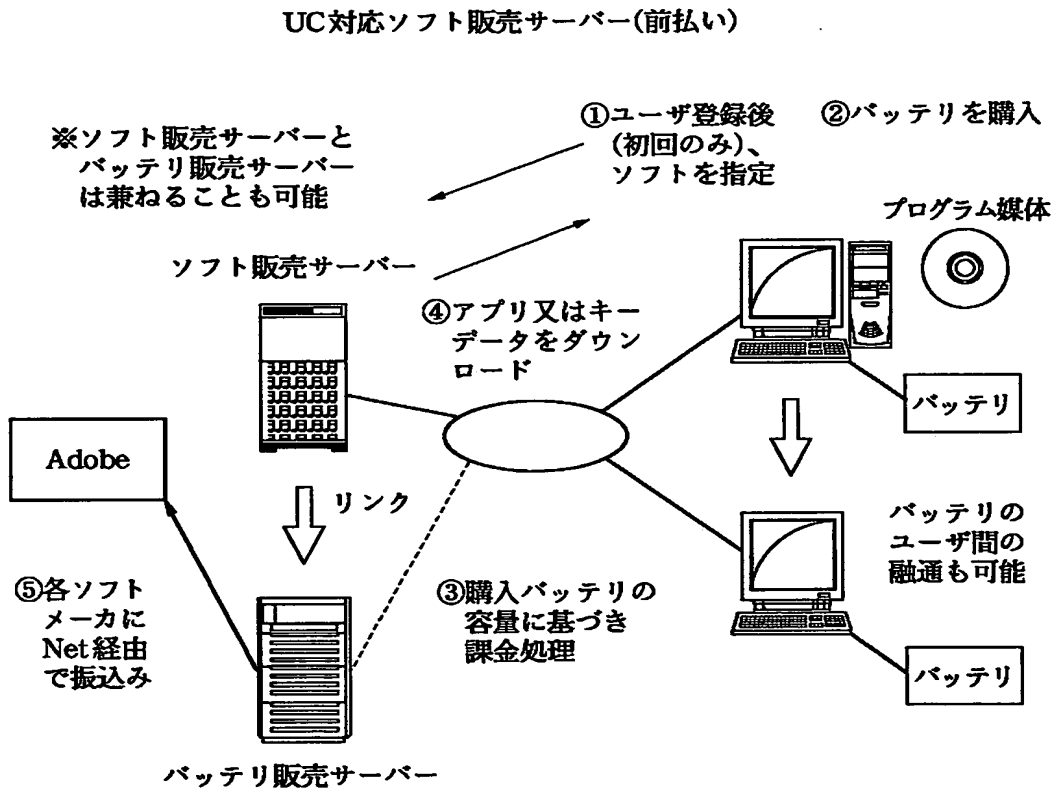 UC対応ソフト販売サーバー(前払い)
※ソフト販売サーバーと
バッテリ販売サーバー
は兼ねることも可能
①ユーザ登録後
(初回のみ)、
ソフトを指定
②バッテリを購入
プログラム媒体
ソフト販売サーバー
④アプリ又はキー
データをダウン
ロード
バッテリ
Adobe
リンク
バッテリの
ユーザ間の
融通も可能
⑤各ソフト
メーカに
Net経由
で振込み
③購入バッテリの
容量に基づき
課金処理
バッテリ
バッテリ販売サーバー